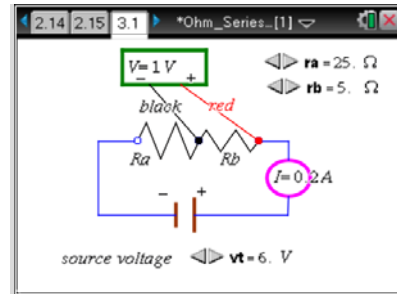 2.14 2.15 3.1 *Ohm_Series_[1]
V=1 V
ra=25. Ω
rb=5. Ω
- +
black red
Ra Rb
I=0.2A
- +
source voltage vt=6. V